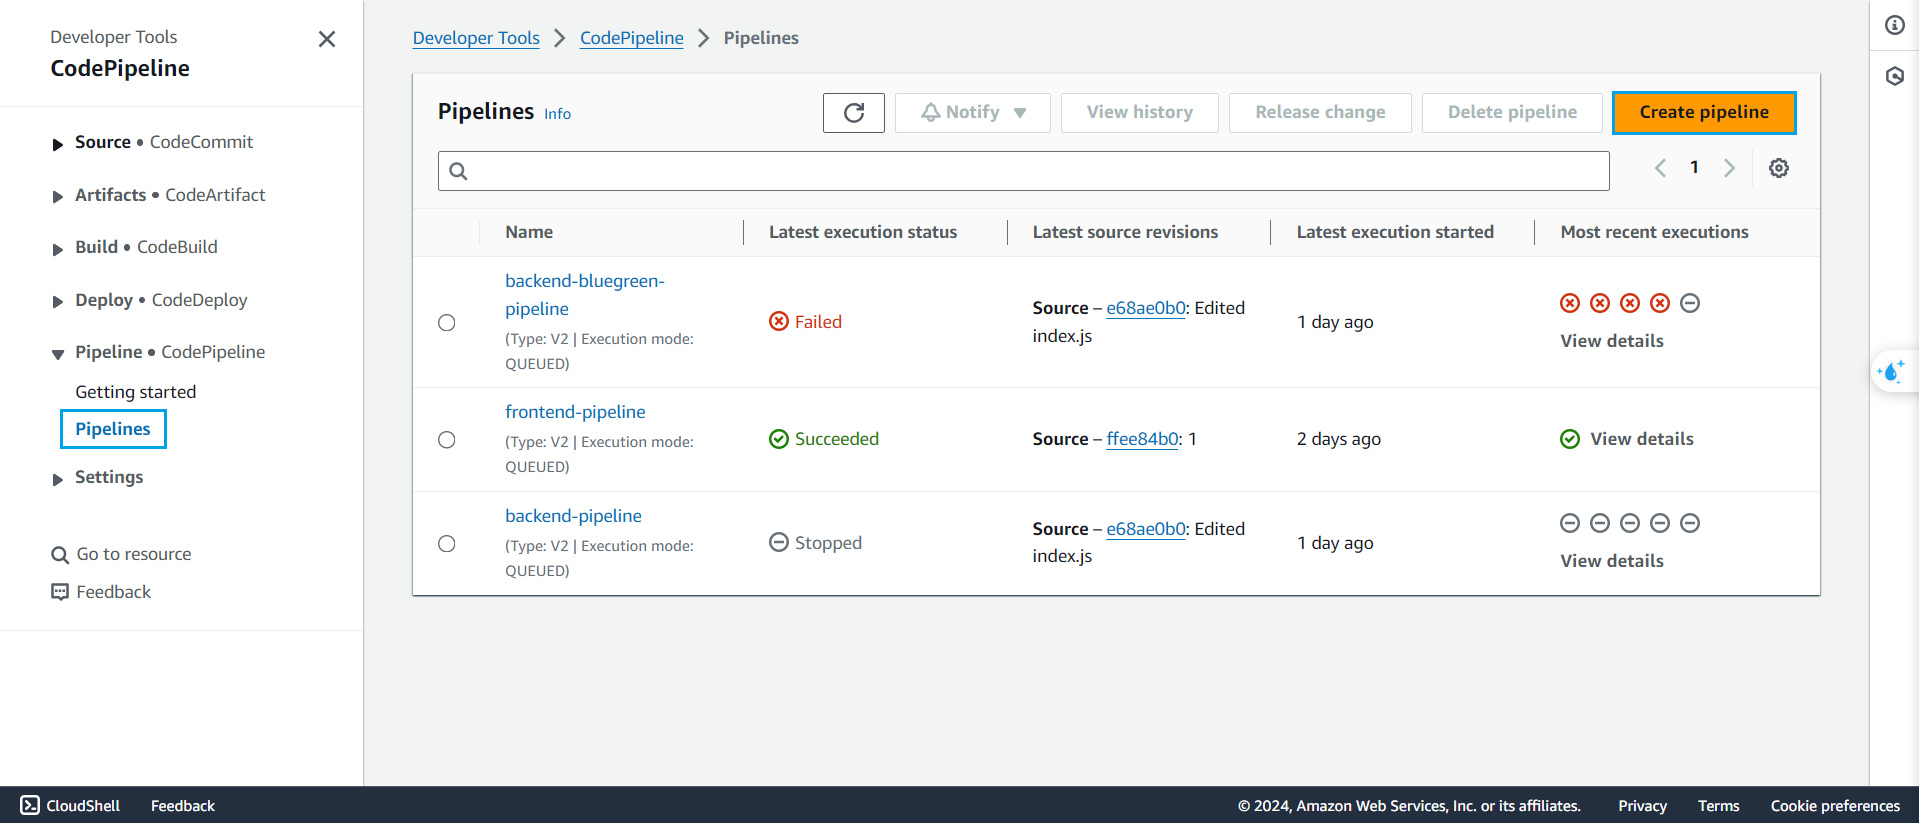 Developer Tools
CodePipeline
Source • CodeCommit
Artifacts • CodeArtifact
Build • CodeBuild
Deploy • CodeDeploy
Pipeline • CodePipeline
Getting started
Pipelines
Settings
Go to resource
Feedback
Developer Tools CodePipeline Pipelines
Pipelines Info
Notify View history Release change Delete pipeline Create pipeline
1
Name Latest execution status Latest source revisions Latest execution started Most recent executions
backend-bluegreen-
pipeline
(Type: V2 | Execution mode:
QUEUED)
Failed
Source – e68ae0b0: Edited
index.js
1 day ago
View details
frontend-pipeline
(Type: V2 | Execution mode:
QUEUED)
Succeeded
Source – ffee84b0: 1
2 days ago
View details
backend-pipeline
(Type: V2 | Execution mode:
QUEUED)
Stopped
Source – e68ae0b0: Edited
index.js
1 day ago
View details
CloudShell Feedback © 2024, Amazon Web Services, Inc. or its affiliates. Privacy Terms Cookie preferences